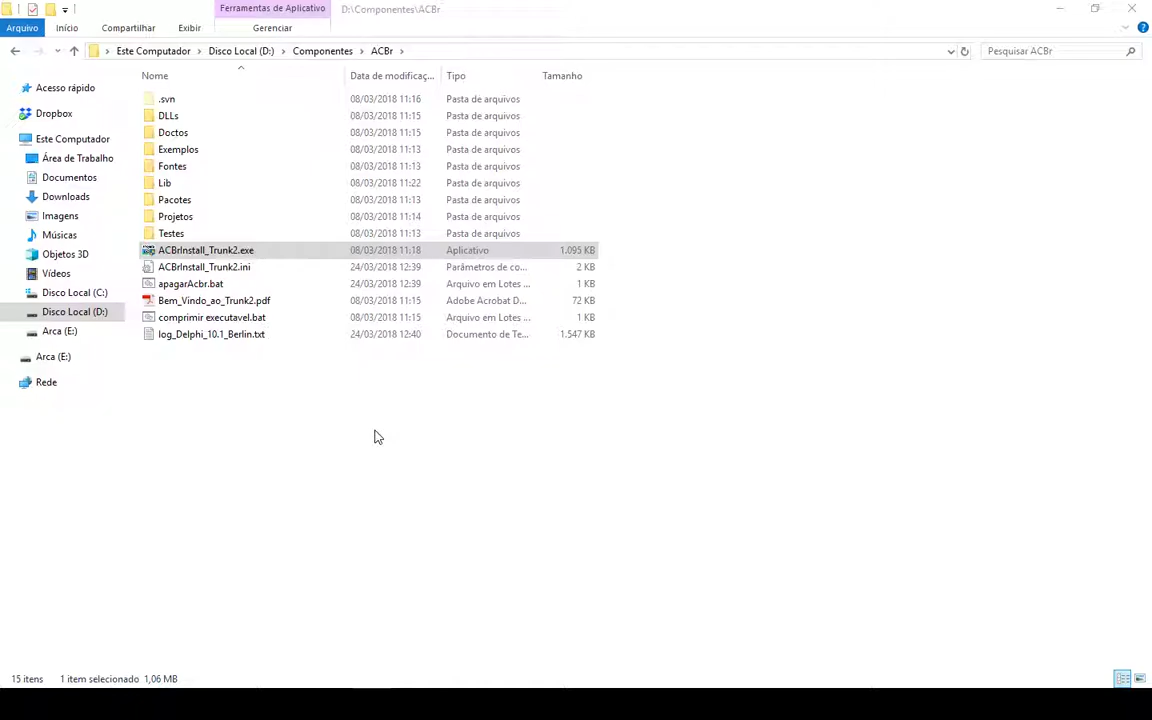 Ferramentas de Aplicativo D:\Componentes\ACBr
Arquivo Início Compartilhar Exibir Gerenciar
Este Computador Disco Local (D:) Componentes ACBr Pesquisar ACBr
Nome Data de modificaç... Tipo Tamanho
Acesso rápido
Dropbox
Este Computador
Área de Trabalho
Documentos
Downloads
Imagens
Músicas
Objetos 3D
Vídeos
Disco Local (C:)
Disco Local (D:)
Arca (E:)
Arca (E:)
Rede
.svn 08/03/2018 11:16 Pasta de arquivos
DLLs 08/03/2018 11:15 Pasta de arquivos
Doctos 08/03/2018 11:15 Pasta de arquivos
Exemplos 08/03/2018 11:13 Pasta de arquivos
Fontes 08/03/2018 11:13 Pasta de arquivos
Lib 08/03/2018 11:22 Pasta de arquivos
Pacotes 08/03/2018 11:13 Pasta de arquivos
Projetos 08/03/2018 11:14 Pasta de arquivos
Testes 08/03/2018 11:13 Pasta de arquivos
ACBrInstall_Trunk2.exe 08/03/2018 11:18 Aplicativo 1.095 KB
ACBrInstall_Trunk2.ini 24/03/2018 12:39 Parâmetros de co... 2 KB
apagarAcbr.bat 24/03/2018 12:39 Arquivo em Lotes ... 1 KB
Bem_Vindo_ao_Trunk2.pdf 08/03/2018 11:15 Adobe Acrobat D... 72 KB
comprimir executavel.bat 08/03/2018 11:15 Arquivo em Lotes ... 1 KB
log_Delphi_10.1_Berlin.txt 24/03/2018 12:40 Documento de Te... 1.547 KB
15 itens 1 item selecionado 1,06 MB